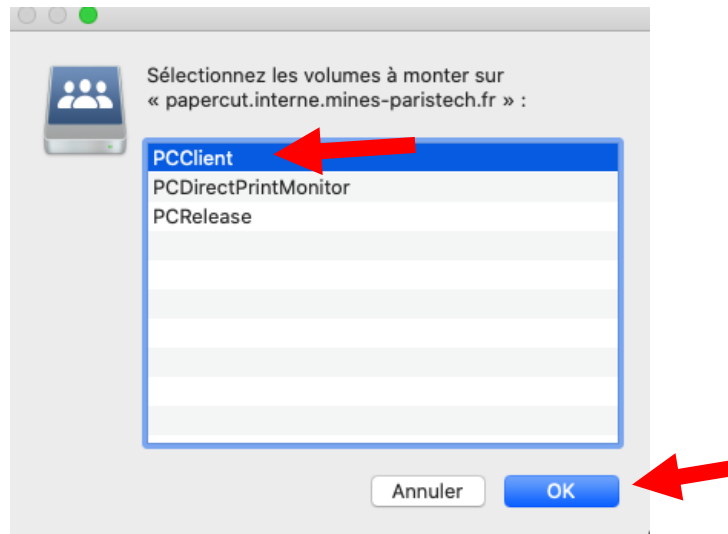 Sélectionnez les volumes à monter sur
« papercut.interne.mines-paristech.fr » :
PCClient
PCDirectPrintMonitor
PCRelease
Annuler
OK